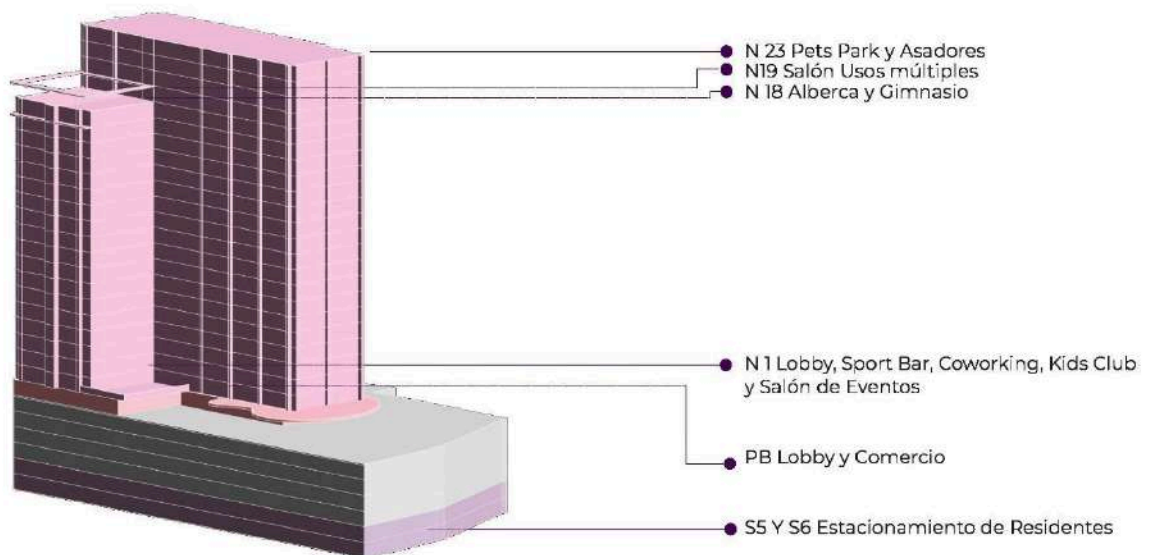 N 23 Pets Park y Asadores
N19 Salón Usos múltiples
N 18 Alberca y Gimnasio
N 1 Lobby, Sport Bar, Coworking, Kids Club
y Salón de Eventos
PB Lobby y Comercio
S5 Y S6 Estacionamiento de Residentes